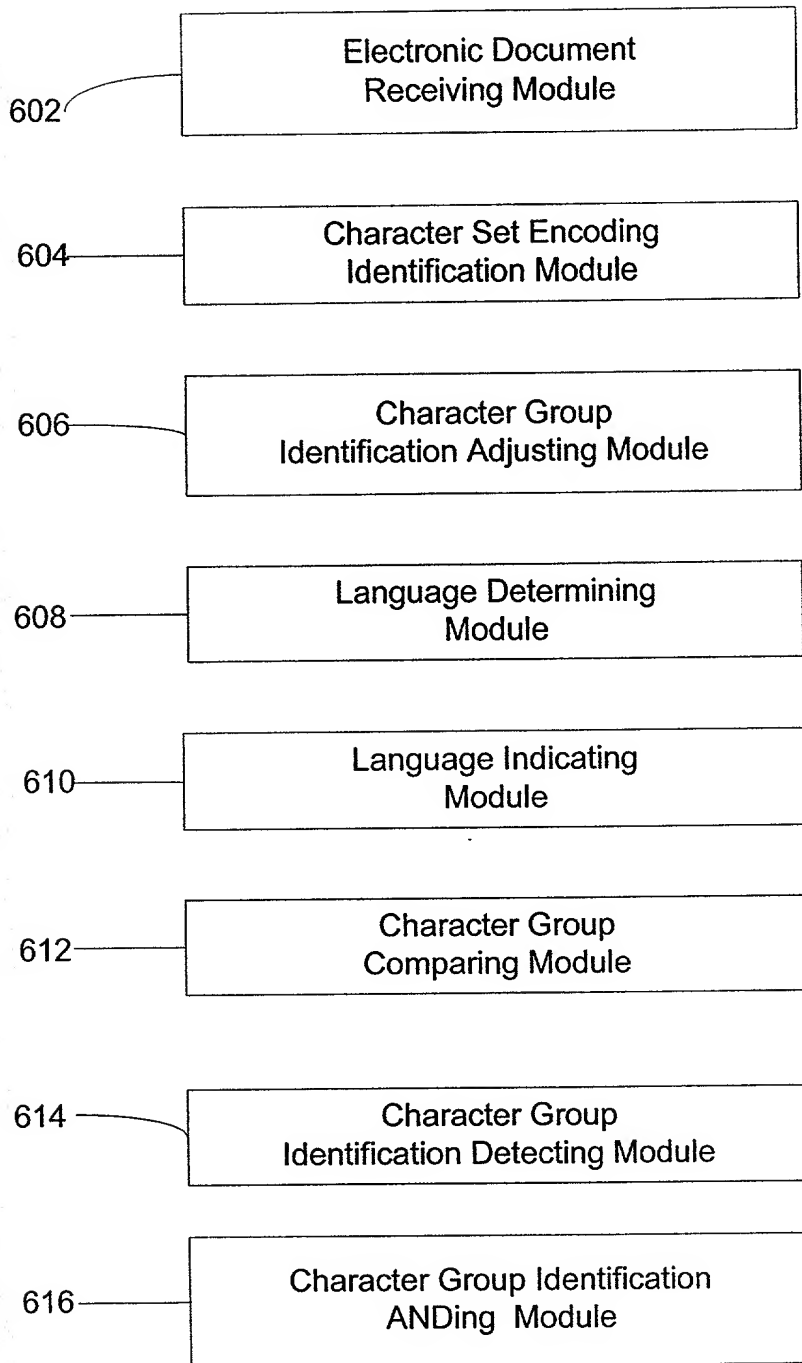 Electronic Document
Receiving Module
602
Character Set Encoding
Identification Module
604
Character Group
Identification Adjusting Module
606
Language Determining
Module
608
Language Indicating
Module
610
Character Group
Comparing Module
612
Character Group
Identification Detecting Module
614
Character Group Identification
ANDing Module
616